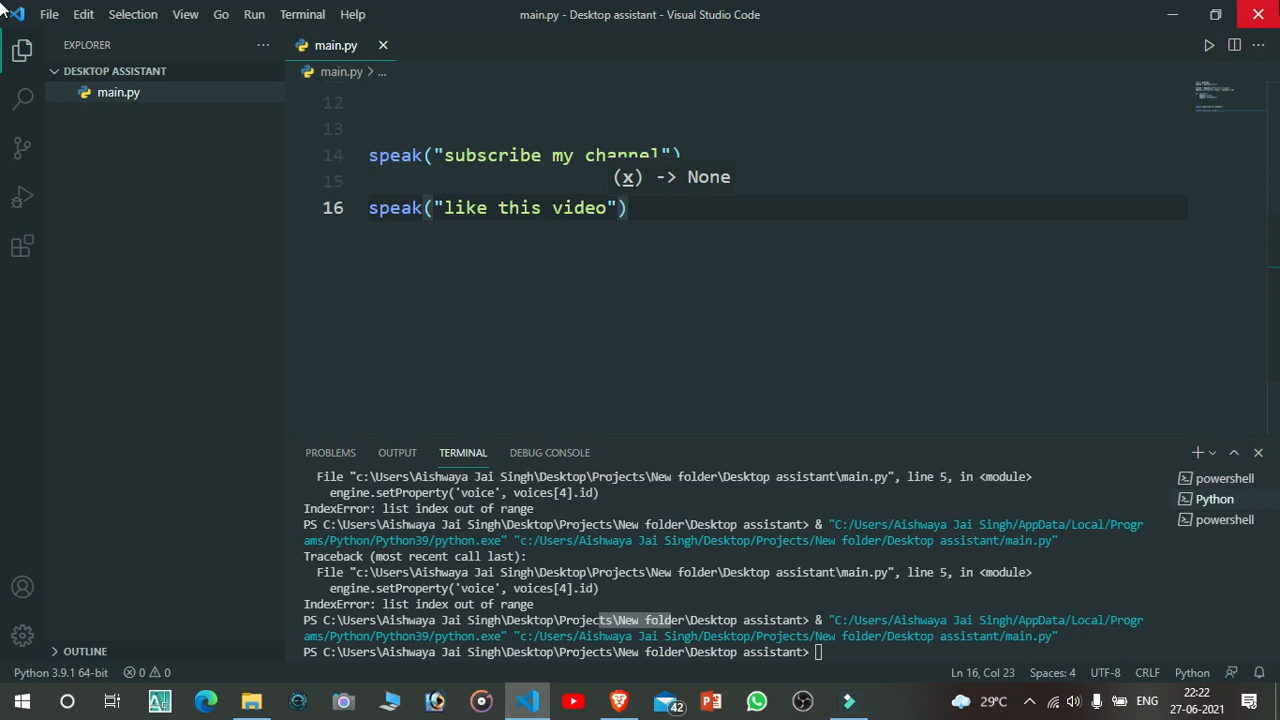 File Edit Selection View Go Run Terminal Help main.py - Desktop assistant - Visual Studio Code
EXPLORER
DESKTOP ASSISTANT
main.py
main.py
main.py > ...
12
13
14 speak("subscribe my channel")
(x) -> None
15
16 speak("like this video")
PROBLEMS OUTPUT TERMINAL DEBUG CONSOLE
File "c:\Users\Aishwaya Jai Singh\Desktop\Projects\New folder\Desktop assistant\main.py", line 5, in <module>
engine.setProperty('voice', voices[4].id)
IndexError: list index out of range
PS C:\Users\Aishwaya Jai Singh\Desktop\Projects\New folder\Desktop assistant> & "C:/Users/Aishwaya Jai Singh/AppData/Local/Progr
ams/Python/Python39/python.exe" "c:/Users/Aishwaya Jai Singh/Desktop/Projects/New folder/Desktop assistant/main.py"
Traceback (most recent call last):
File "c:\Users\Aishwaya Jai Singh\Desktop\Projects\New folder\Desktop assistant\main.py", line 5, in <module>
engine.setProperty('voice', voices[4].id)
IndexError: list index out of range
PS C:\Users\Aishwaya Jai Singh\Desktop\Projects\New folder\Desktop assistant> & "C:/Users/Aishwaya Jai Singh/AppData/Local/Progr
ams/Python/Python39/python.exe" "c:/Users/Aishwaya Jai Singh/Desktop/Projects/New folder/Desktop assistant/main.py"
PS C:\Users\Aishwaya Jai Singh\Desktop\Projects\New folder\Desktop assistant>
powershell
Python
powershell
OUTLINE
Python 3.9.1 64-bit 0 0 Ln 16, Col 23 Spaces: 4 UTF-8 CRLF Python
42 29°C ENG 22:22
27-06-2021